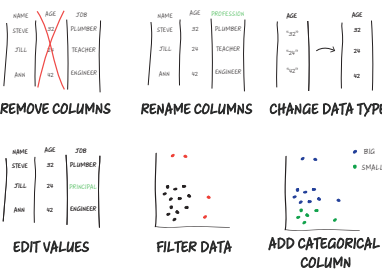 NAME AGE JOB
STEVE 32 PLUMBER
JILL 24 TEACHER
ANN 42 ENGINEER
REMOVE COLUMNS
NAME AGE PROFESSION
STEVE 32 PLUMBER
JILL 24 TEACHER
ANN 42 ENGINEER
RENAME COLUMNS
AGE AGE
"32" 32
"24" 24
"42" 42
CHANGE DATA TYPE
NAME AGE JOB
STEVE 32 PLUMBER
JILL 24 PRINCIPAL
ANN 42 ENGINEER
EDIT VALUES
FILTER DATA
BIG
SMALL
ADD CATEGORICAL
COLUMN